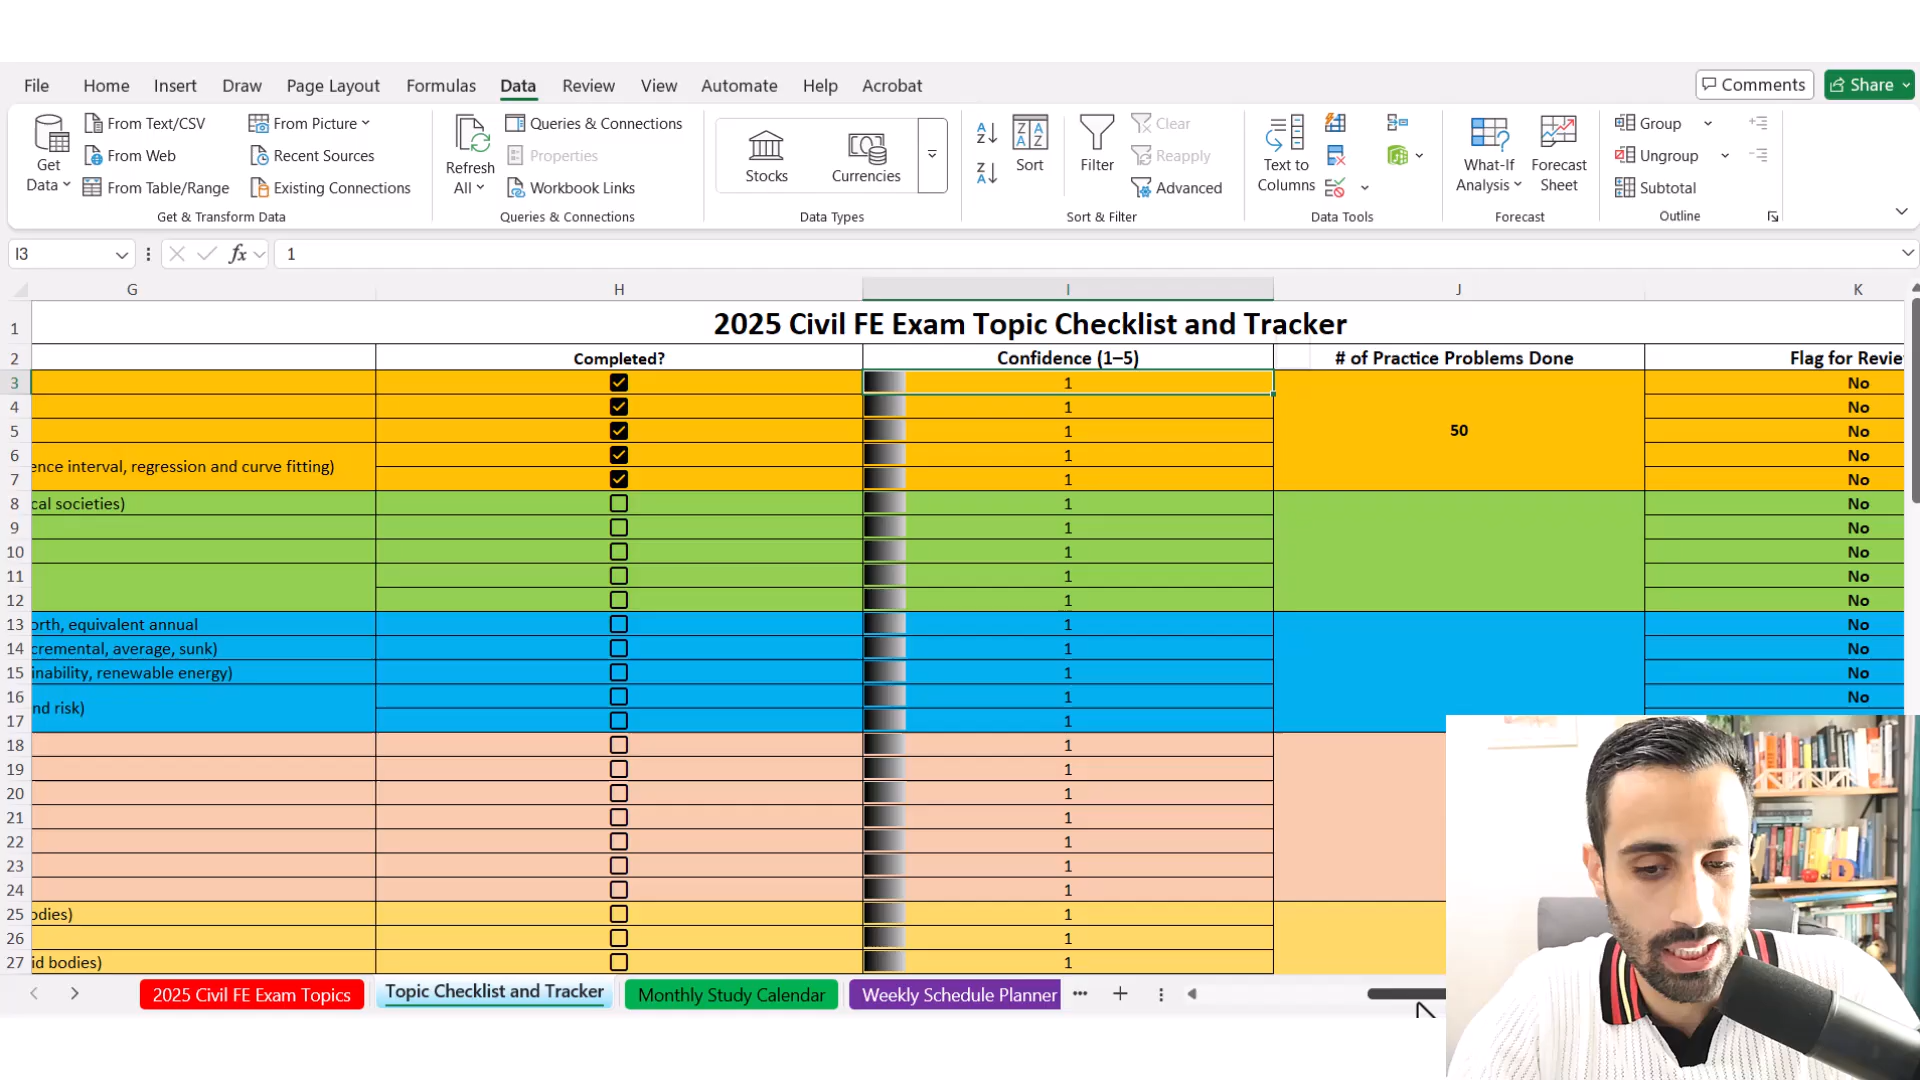 File Home Insert Draw Page Layout Formulas Data Review View Automate Help Acrobat Comments Share
Get Data
From Text/CSV
From Web
From Table/Range
From Picture
Recent Sources
Existing Connections
Get & Transform Data
Refresh All
Queries & Connections
Properties
Workbook Links
Queries & Connections
Stocks
Currencies
Data Types
Sort
Filter
Clear
Reapply
Advanced
Sort & Filter
Text to Columns
Data Tools
What-If Analysis
Forecast Sheet
Forecast
Group
Ungroup
Subtotal
Outline
I3 fx 1
G H I J K
1 2025 Civil FE Exam Topic Checklist and Tracker
2 Completed? Confidence (1–5) # of Practice Problems Done Flag for Revie
3 1 No
4 1 No
5 1 50 No
6 1 No
ence interval, regression and curve fitting)
7 1 No
8 cal societies) 1 No
9 1 No
10 1 No
11 1 No
12 1 No
13 orth, equivalent annual 1 No
14 cremental, average, sunk) 1 No
15 inability, renewable energy) 1 No
16 1 No
nd risk)
17 1
18 1
19 1
20 1
21 1
22 1
23 1
24 1
25 odies) 1
26 1
27 id bodies) 1
2025 Civil FE Exam Topics Topic Checklist and Tracker Monthly Study Calendar Weekly Schedule Planner